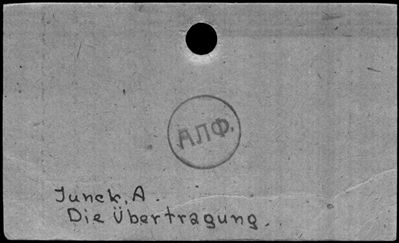 АЛФ.
Junck, A.
Die Übertragung.